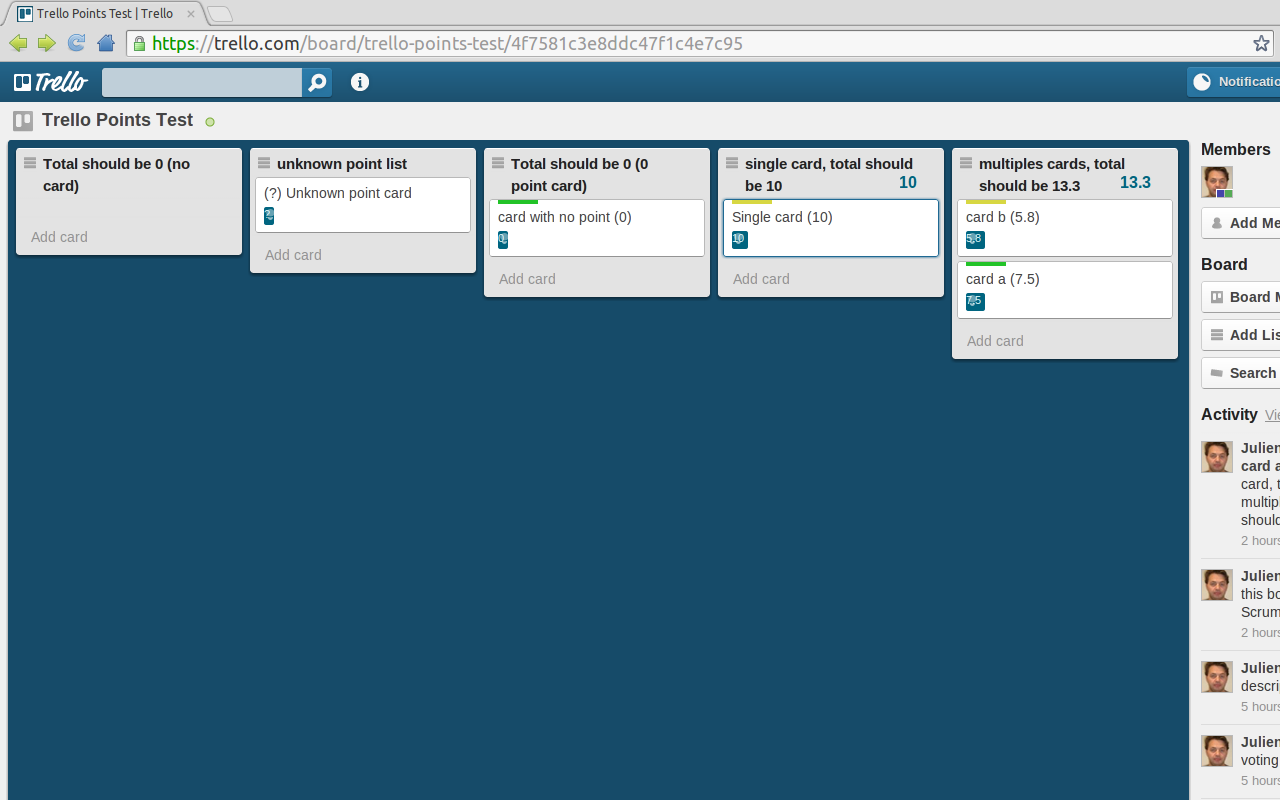 Trello Points Test | Trello
https://trello.com/board/trello-points-test/4f7581c3e8ddc47f1c4e7c95
Trello
Notificatio
Trello Points Test
Total should be 0 (no
card)
Add card
unknown point list
(?) Unknown point card
?
Add card
Total should be 0 (0
point card)
card with no point (0)
0
Add card
single card, total should
be 10
10
Single card (10)
10
Add card
multiples cards, total
should be 13.3
13.3
card b (5.8)
5.8
card a (7.5)
7.5
Add card
Members
Add Me
Board
Board M
Add Lis
Search
Activity Vie
Julien
card a
card, t
multipl
should
2 hours
Julien
this bo
Scrum
2 hours
Julien
descri
5 hours
Julien
voting
5 hours